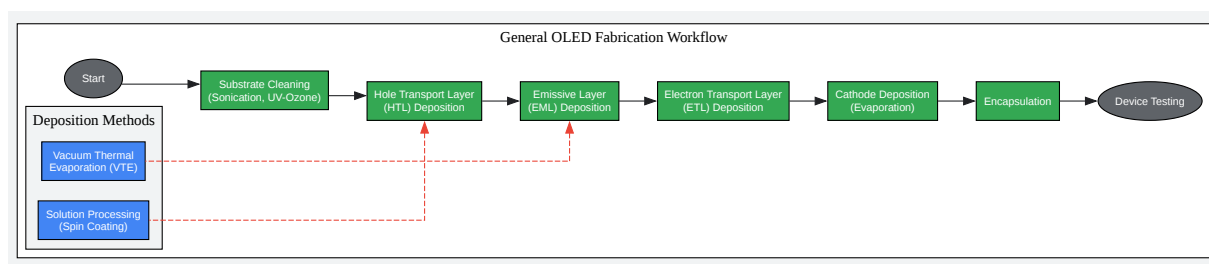 General OLED Fabrication Workflow
Start
Substrate Cleaning
(Sonication, UV-Ozone)
Hole Transport Layer
(HTL) Deposition
Emissive Layer
(EML) Deposition
Electron Transport Layer
(ETL) Deposition
Cathode Deposition
(Evaporation)
Encapsulation
Device Testing
Deposition Methods
Vacuum Thermal
Evaporation (VTE)
Solution Processing
(Spin Coating)